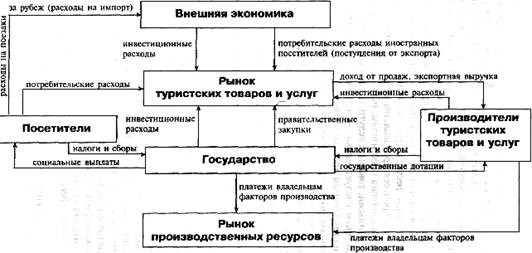 за рубеж (расходы на импорт)
Внешняя экономика
расходы на поездки
инвестиционные
расходы
потребительские расходы иностранных
посстителей (поступления от экспорта)
потребительские расходы
Рынок
туристских товаров и услуг
доход от продаж, экспортная выручка
инвестиционные расходы
Посетители
инвестиционные
расходы
правительственные
закупки
Производители
туристских
товаров и услуг
налоги и сборы
социальные выплаты
Государство
налоги и сборы
государственные дотации
платежи владельцам
факторов производства
Рынок
производственных ресурсов
платежи владельцам факторов
производства